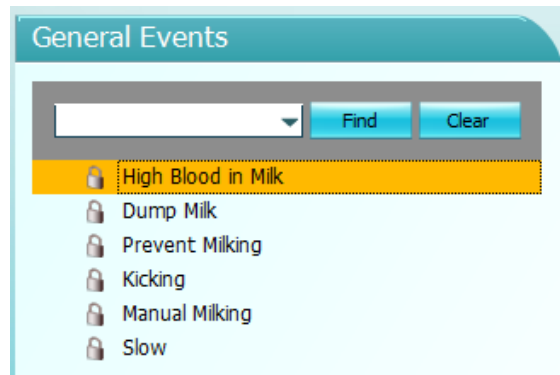 General Events
Find Clear
High Blood in Milk
Dump Milk
Prevent Milking
Kicking
Manual Milking
Slow